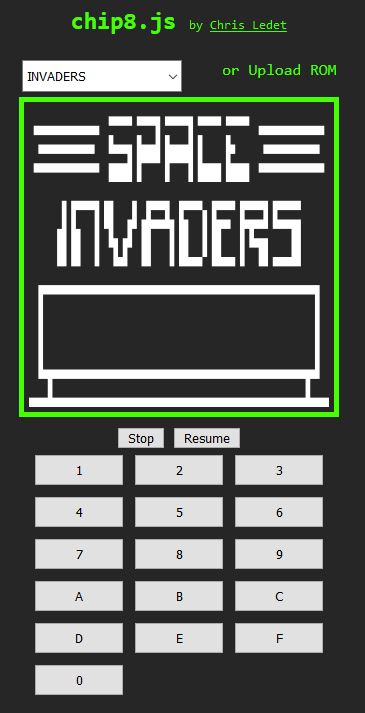 chip8.js by Chris Ledet
INVADERS or Upload ROM
SPACE
INVADERS
Stop Resume
1 2 3
4 5 6
7 8 9
A B C
D E F
0